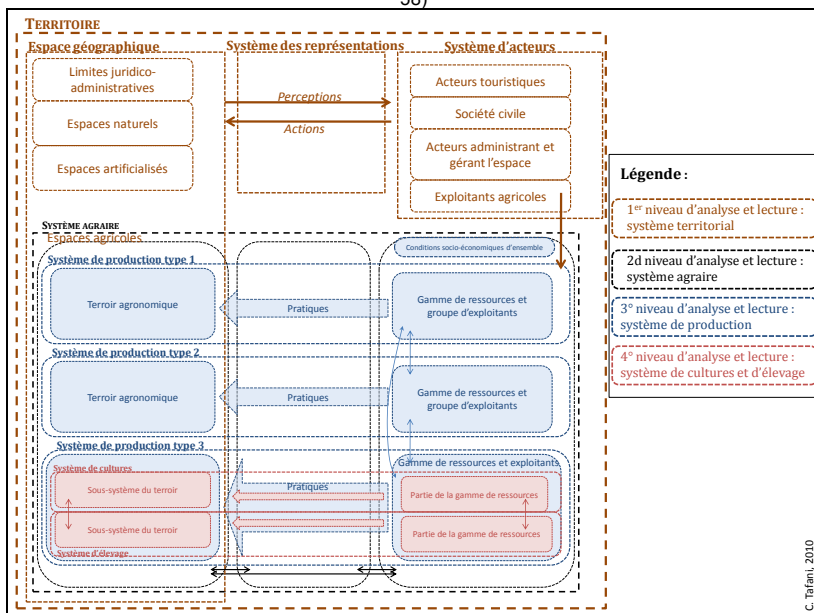 58)
TERRITOIRE
Espace géographique
Système des représentations
Système d'acteurs
Limites juridico-
administratives
Espaces naturels
Espaces artificialisés
Perceptions
Actions
Acteurs touristiques
Société civile
Acteurs administrant et
gérant l'espace
Exploitants agricoles
SYSTÈME AGRAIRE
Espaces agricoles
Conditions socio-économiques d'ensemble
Système de production type 1
Terroir agronomique
Pratiques
Gamme de ressources et
groupe d'exploitants
Système de production type 2
Terroir agronomique
Pratiques
Gamme de ressources et
groupe d'exploitants
Système de production type 3
Gamme de ressources et exploitants
Système de cultures
Pratiques
Sous-système du terroir
Partie de la gamme de ressources
Sous-système du terroir
Partie de la gamme de ressources
Système d'élevage
Légende :
1er niveau d'analyse et lecture :
système territorial
2d niveau d'analyse et lecture :
système agraire
3° niveau d'analyse et lecture :
système de production
4° niveau d'analyse et lecture :
système de cultures et d'élevage
C. Tafani, 2010